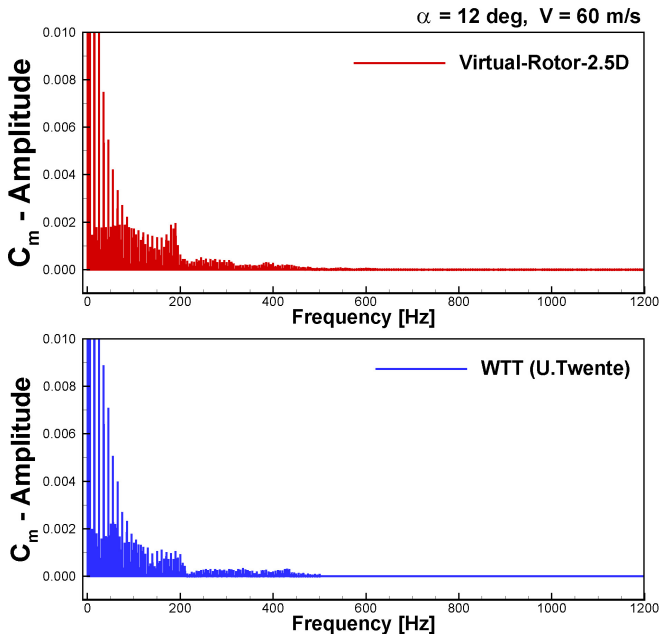 α = 12 deg, V = 60 m/s
Virtual-Rotor-2.5D
Cm - Amplitude
0.010
0.008
0.006
0.004
0.002
0.000
0 200 400 600 800 1000 1200
Frequency [Hz]
WTT (U.Twente)
Cm - Amplitude
0.010
0.008
0.006
0.004
0.002
0.000
0 200 400 600 800 1000 1200
Frequency [Hz]